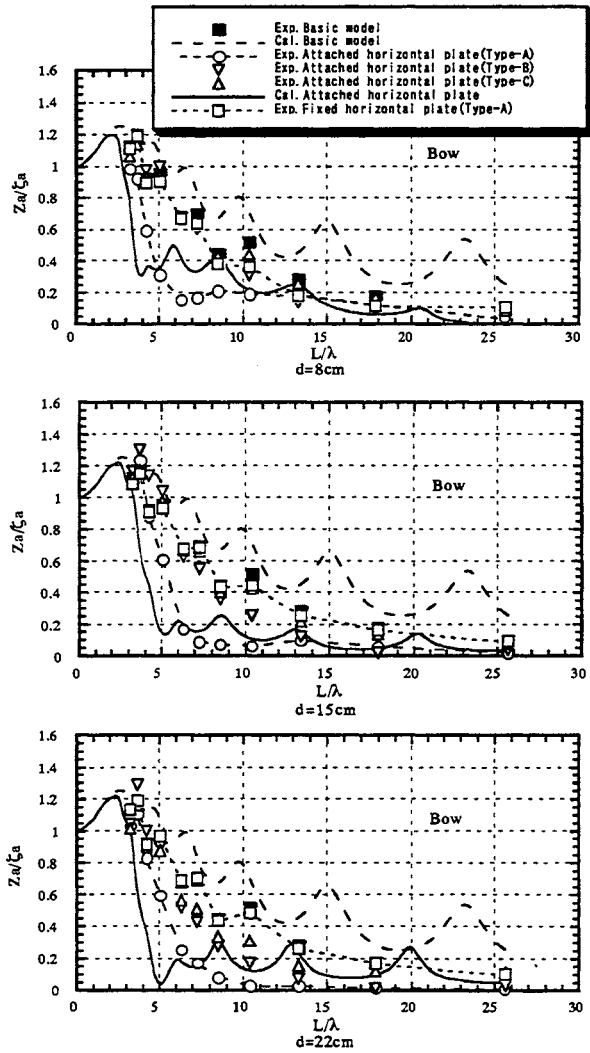 Exp. Basic model
Cal. Basic model
Exp. Attached horizontal plate(Type-A)
Exp. Attached horizontal plate(Type-B)
Exp. Attached horizontal plate(Type-C)
Cal. Attached horizontal plate
Exp. Fixed horizontal plate(Type-A)
1.6
1.4
1.2
1
0.8
0.6
0.4
0.2
0
Za/ζa
Bow
0 5 10 15 20 25 30
L/λ
d=8cm
1.6
1.4
1.2
1
0.8
0.6
0.4
0.2
0
Za/ζa
Bow
0 5 10 15 20 25 30
L/λ
d=15cm
1.6
1.4
1.2
1
0.8
0.6
0.4
0.2
0
Za/ζa
Bow
0 5 10 15 20 25 30
L/λ
d=22cm